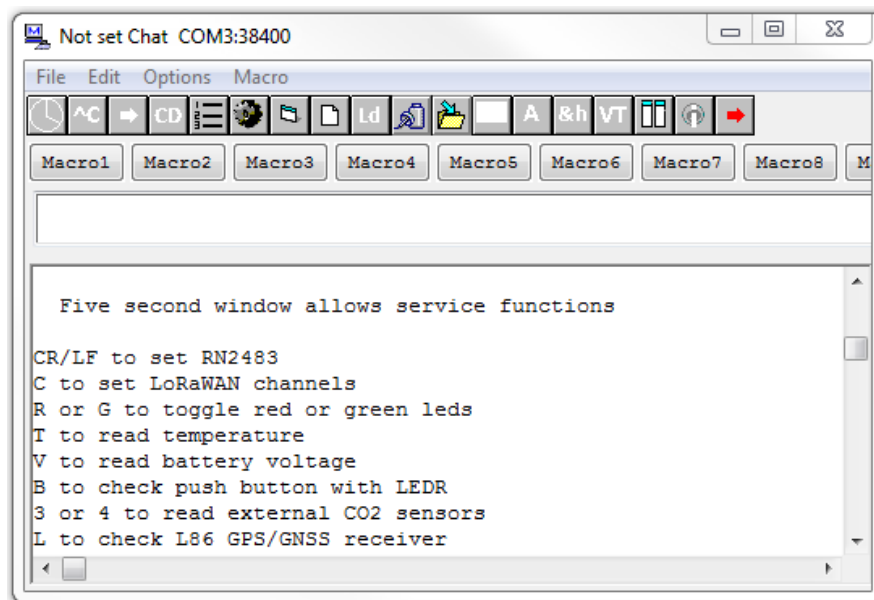 Not set Chat COM3:38400
File Edit Options Macro
^C CD Ld A &h VT
Macro1 Macro2 Macro3 Macro4 Macro5 Macro6 Macro7 Macro8 M
Five second window allows service functions
CR/LF to set RN2483
C to set LoRaWAN channels
R or G to toggle red or green leds
T to read temperature
V to read battery voltage
B to check push button with LEDR
3 or 4 to read external CO2 sensors
L to check L86 GPS/GNSS receiver